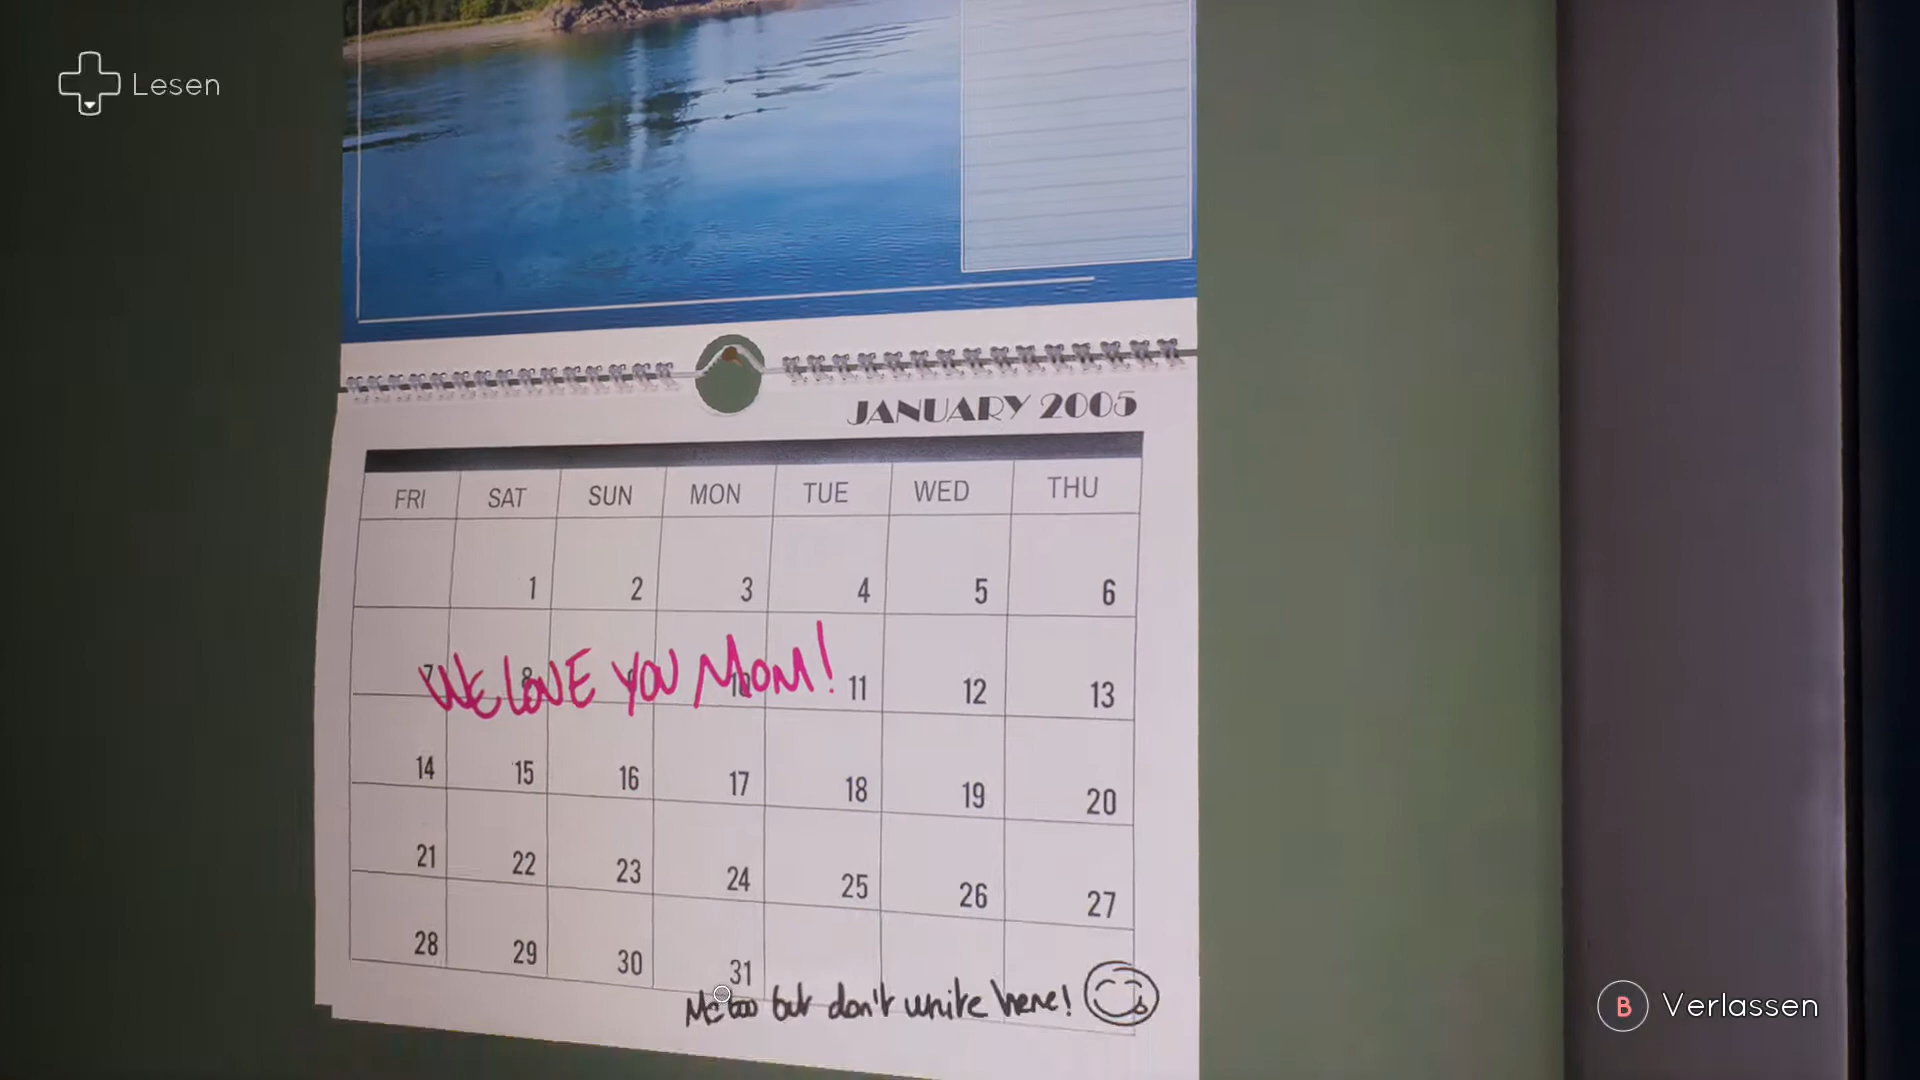 Lesen
JANUARY 2005
FRI SAT SUN MON TUE WED THU
1 2 3 4 5 6
7 8 10 11 12 13
WE LOVE YOU MOM!
14 15 16 17 18 19 20
21 22 23 24 25 26 27
28 29 30 31
Me too but don't write here!
B Verlassen